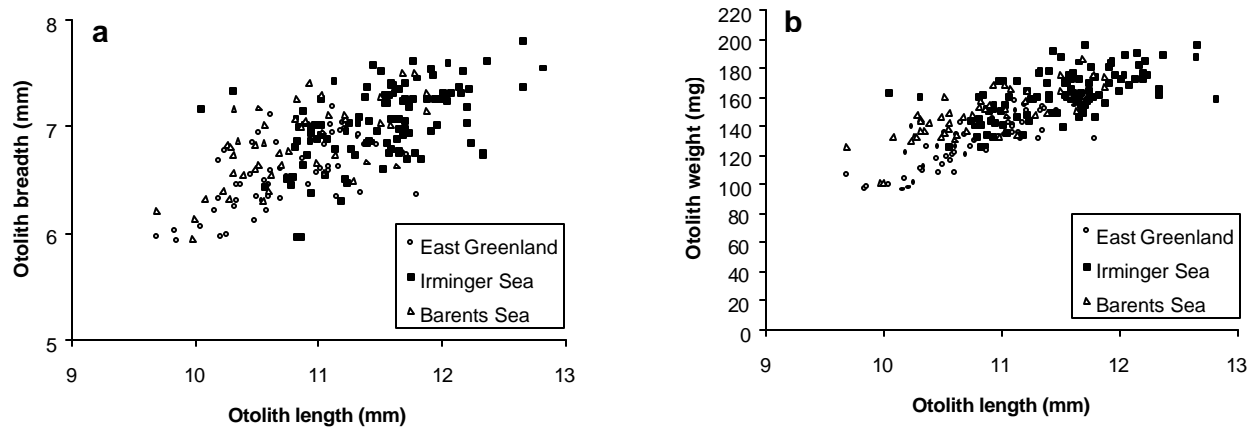 a
8
7
6
5
Otolith breadth (mm)
East Greenland
Irminger Sea
Barents Sea
9 10 11 12 13
Otolith length (mm)
b
220
200
180
160
140
120
100
80
60
40
20
0
Otolith weight (mg)
East Greenland
Irminger Sea
Barents Sea
9 10 11 12 13
Otolith length (mm)